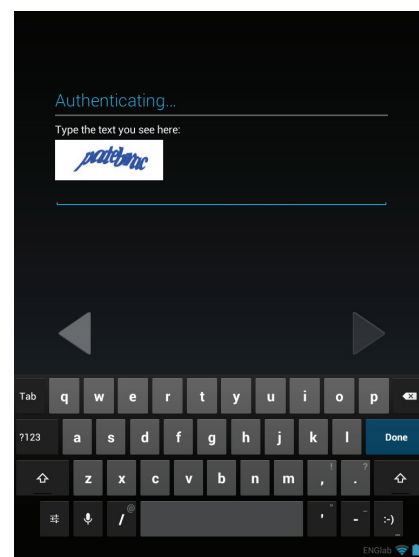 Authenticating...
Type the text you see here:
Tab q w e r t y u i o p
?123 a s d f g h j k l Done
z x c v b n m , ! . ?
/ @ ' " - _ :-)
ENGlab